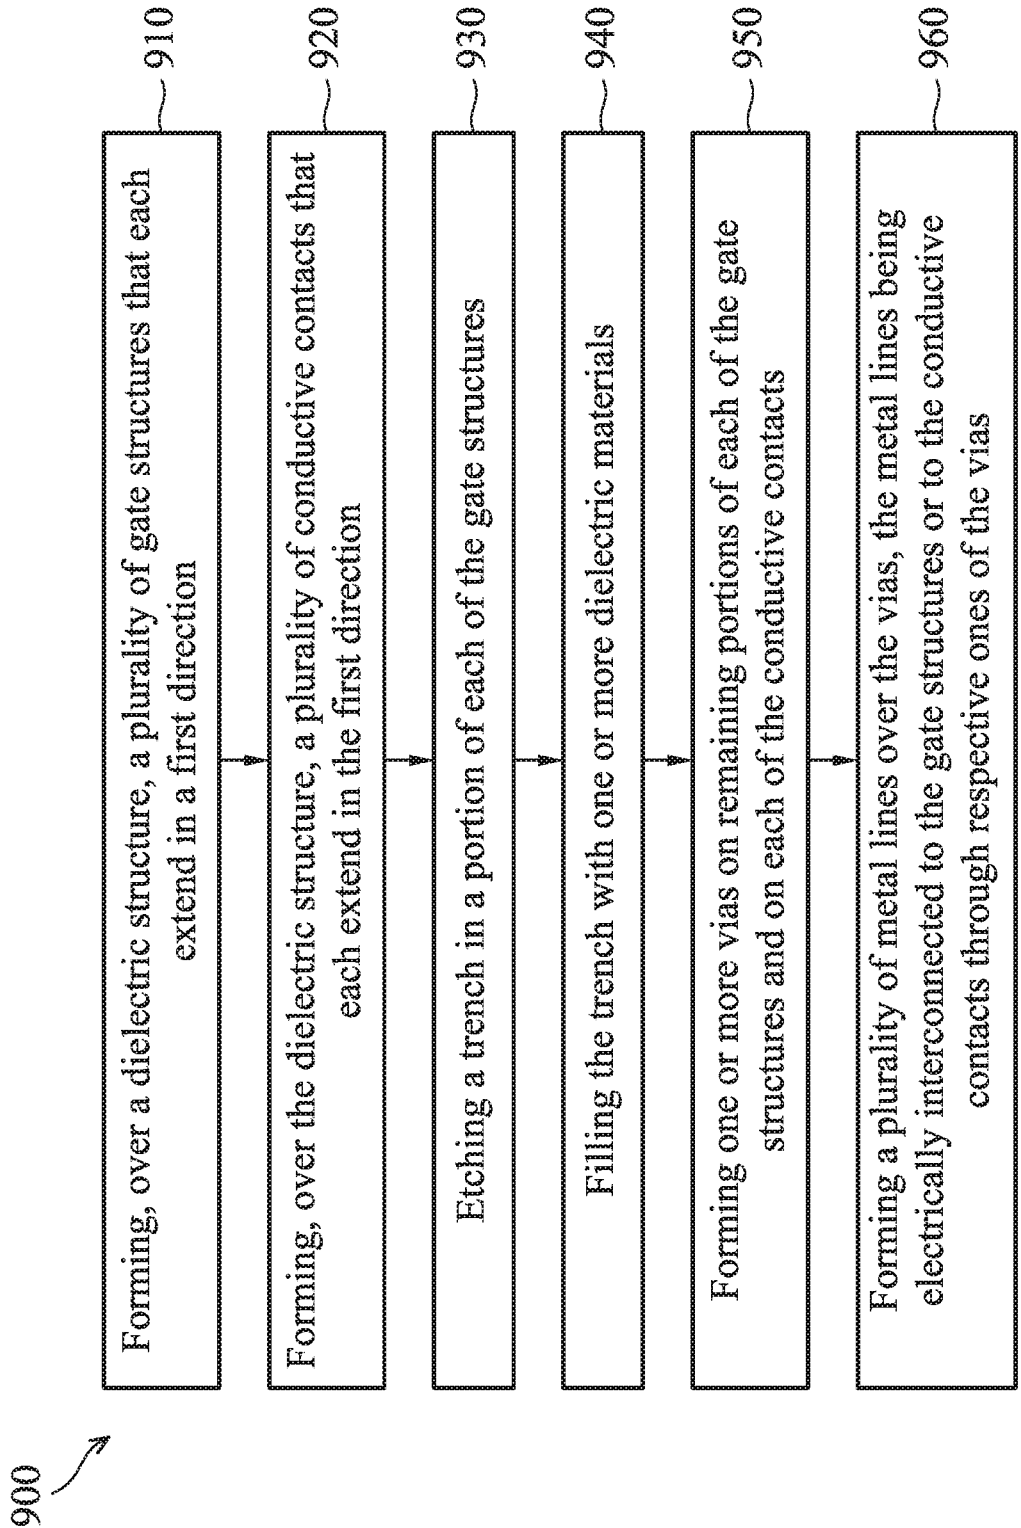 900
Forming, over a dielectric structure, a plurality of gate structures that each
extend in a first direction
910
Forming, over the dielectric structure, a plurality of conductive contacts that
each extend in the first direction
920
Etching a trench in a portion of each of the gate structures
930
Filling the trench with one or more dielectric materials
940
Forming one or more vias on remaining portions of each of the gate
structures and on each of the conductive contacts
950
Forming a plurality of metal lines over the vias, the metal lines being
electrically interconnected to the gate structures or to the conductive
contacts through respective ones of the vias
960